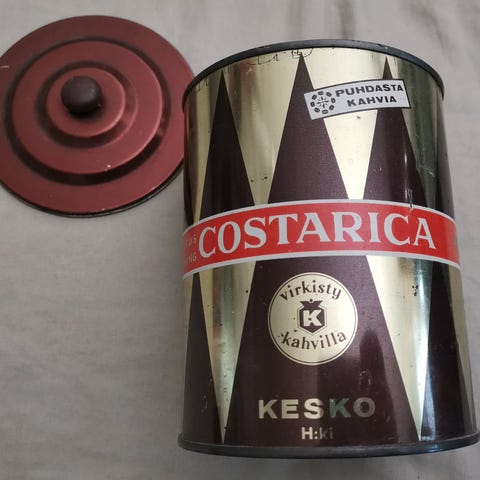 PUHDASTA
KAHVIA
COSTARICA
virkisty
K
kahvilla
KESKO
H:ki